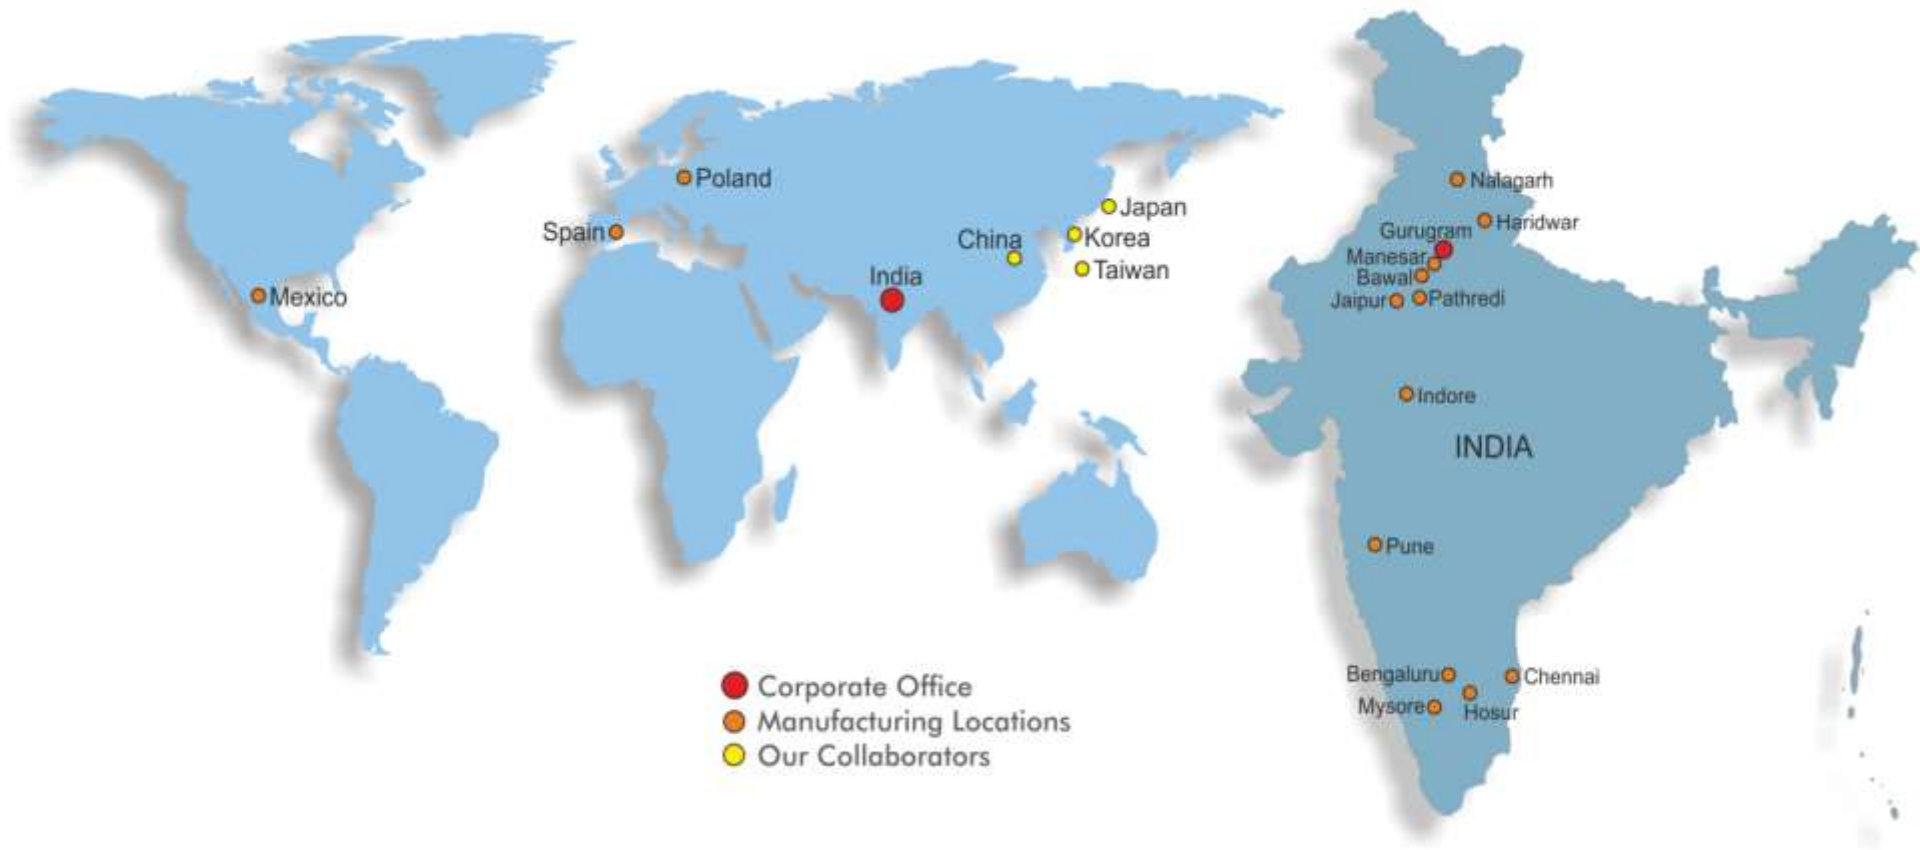 Poland
Spain
Mexico
Japan
Korea
China
Taiwan
India
Nalagarh
Haridwar
Gurugram
Manesar
Bawal
Jaipur
Pathredi
Indore
INDIA
Pune
Bengaluru
Chennai
Mysore
Hosur
Corporate Office
Manufacturing Locations
Our Collaborators